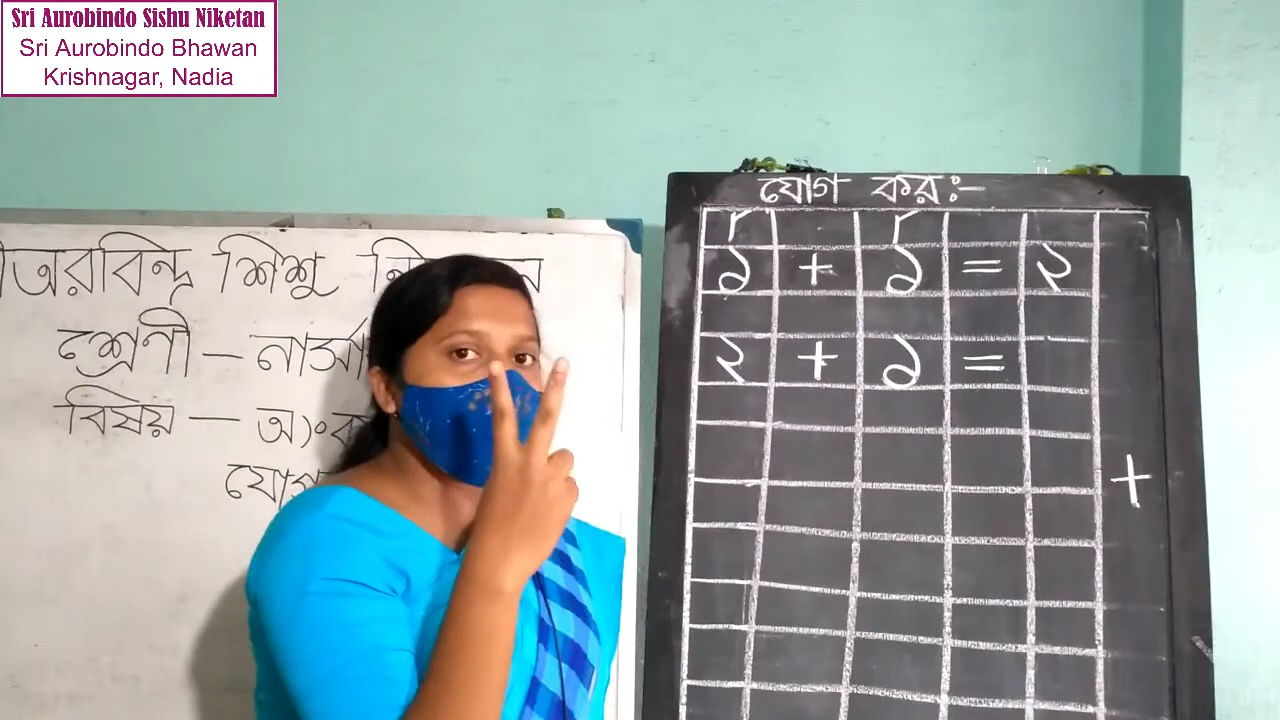 Sri Aurobindo Sishu Niketan
Sri Aurobindo Bhawan
Krishnagar, Nadia
অরবিন্দ্র শিশু
শ্রেণী –
বিষয় –
যোগ কর:-
১ + ১ = ২
২ + ১ =
+